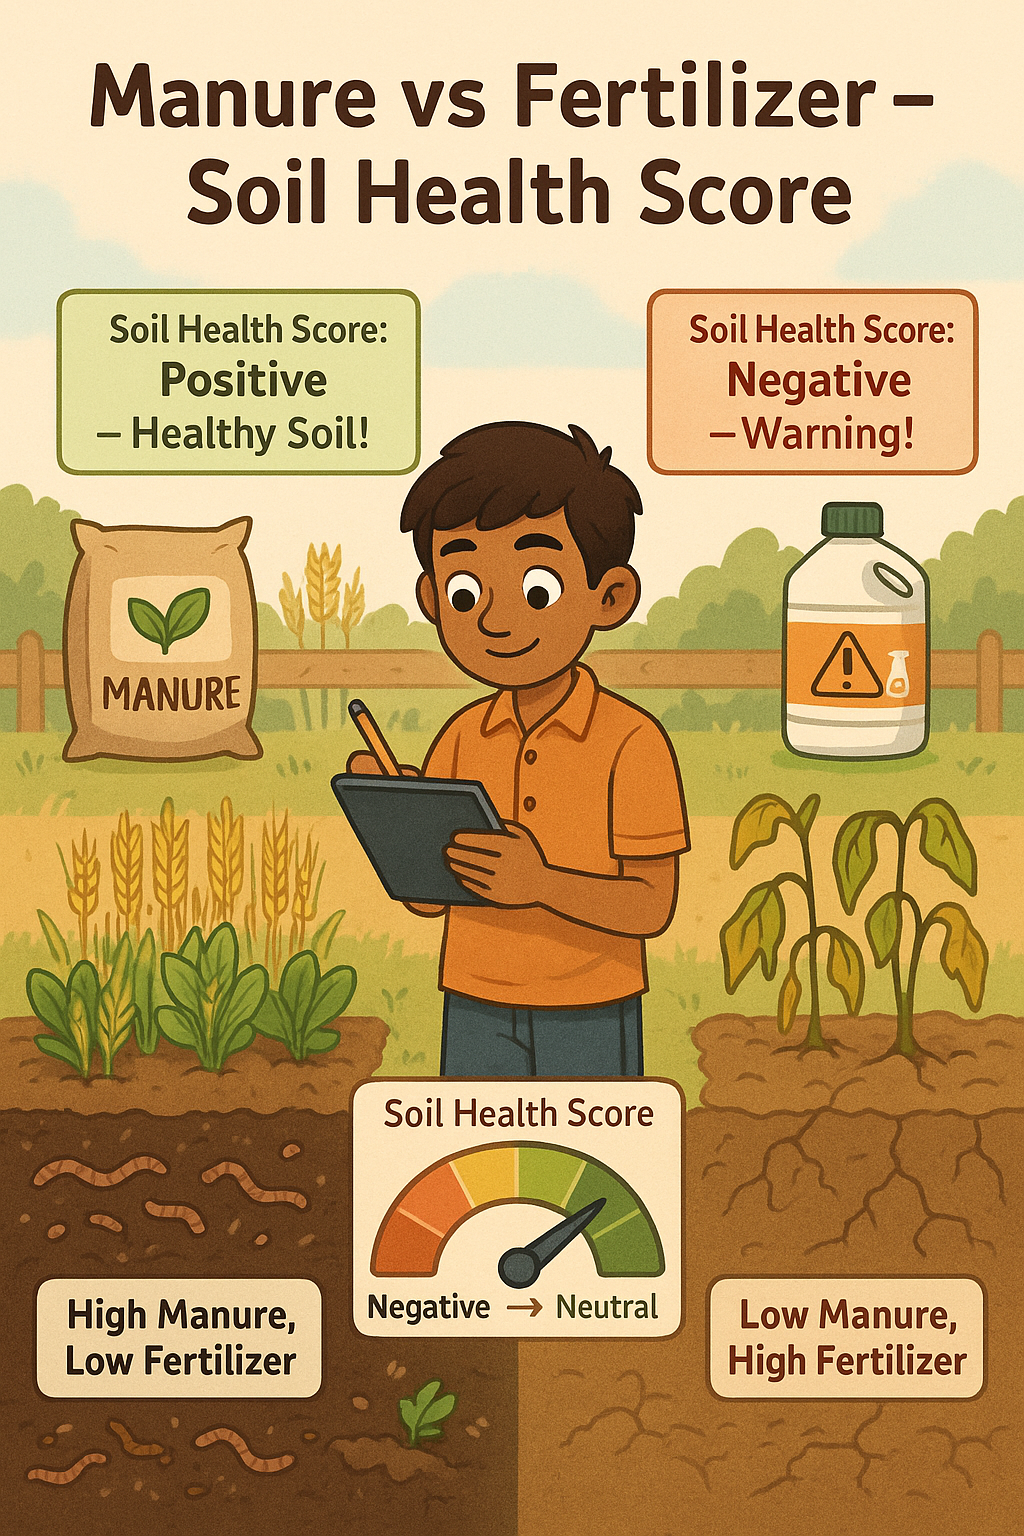 Manure vs Fertilizer –
Soil Health Score
Soil Health Score:
Positive
– Healthy Soil!
Soil Health Score:
Negative
– Warning!
MANURE
!
Soil Health Score
Negative → Neutral
High Manure,
Low Fertilizer
Low Manure,
High Fertilizer